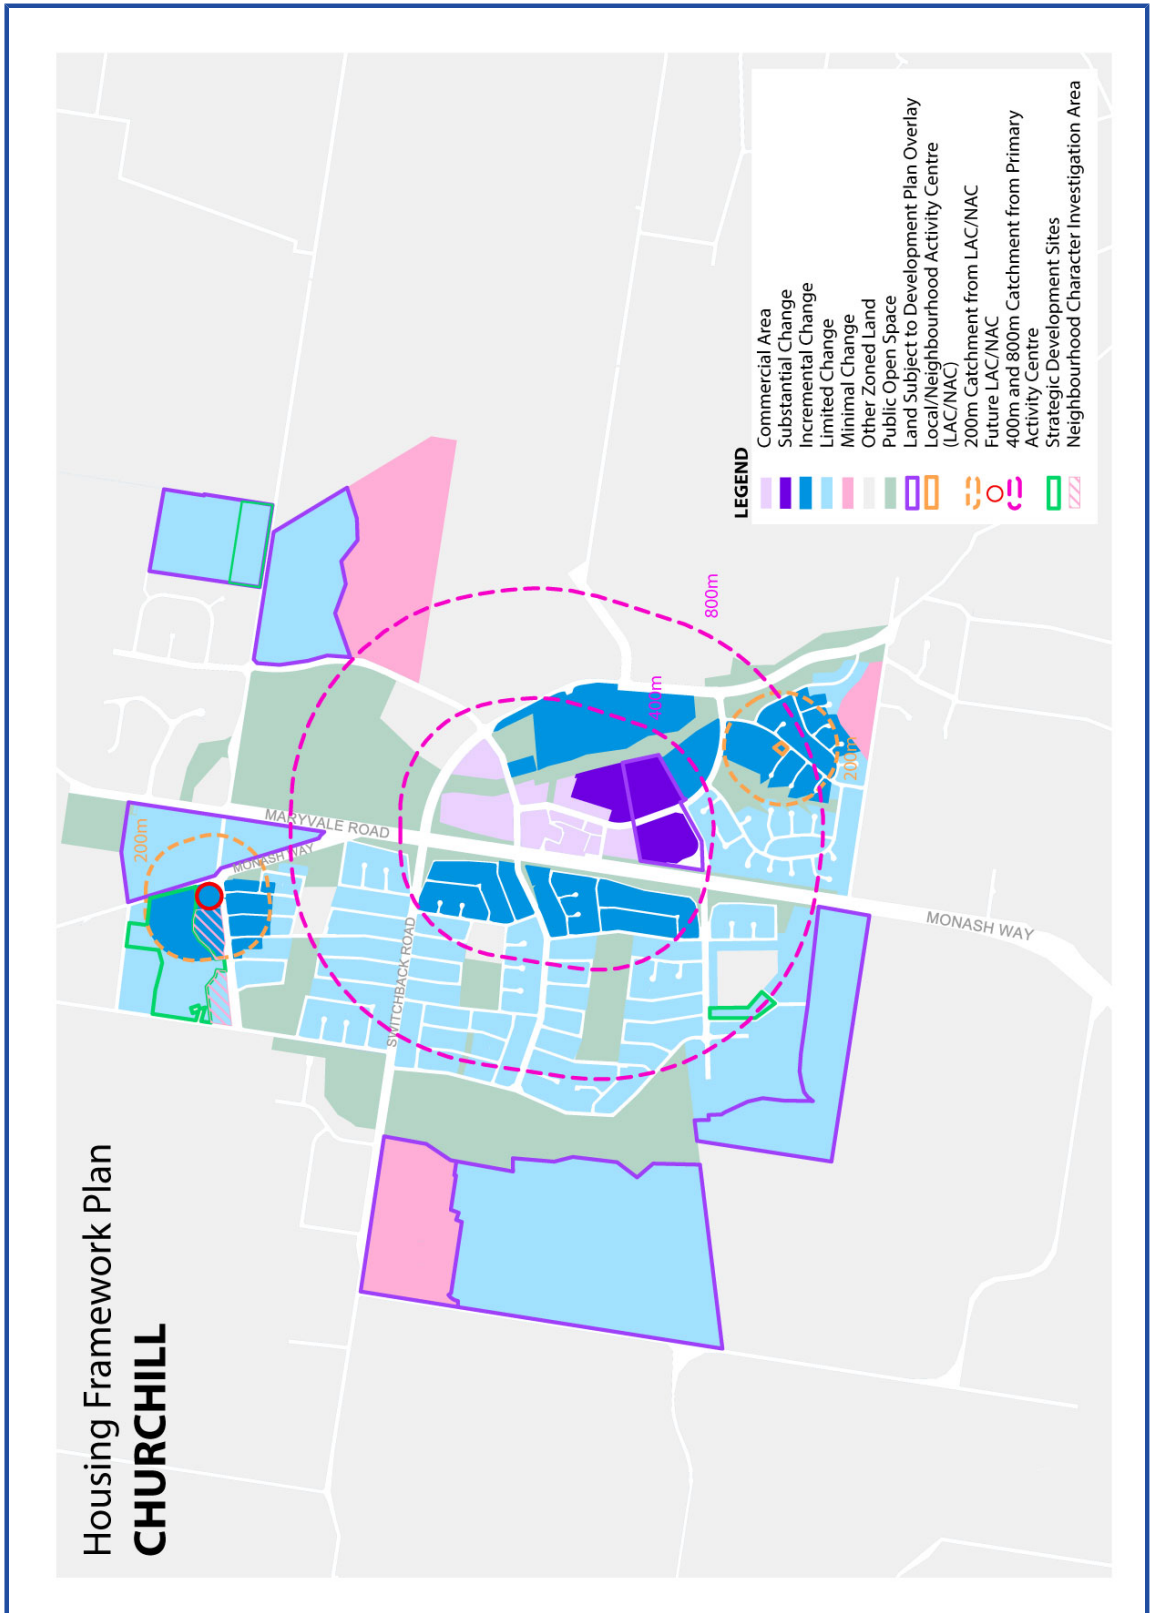 Housing Framework Plan
CHURCHILL
200m
MARYVALE ROAD
MONASH WAY
SWITCHBACK ROAD
400m
800m
200m
MONASH WAY
LEGEND
Commercial Area
Substantial Change
Incremental Change
Limited Change
Minimal Change
Other Zoned Land
Public Open Space
Land Subject to Development Plan Overlay
Local/Neighbourhood Activity Centre
(LAC/NAC)
200m Catchment from LAC/NAC
Future LAC/NAC
400m and 800m Catchment from Primary
Activity Centre
Strategic Development Sites
Neighbourhood Character Investigation Area